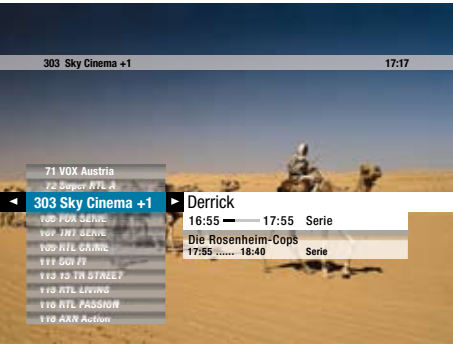 303 Sky Cinema +1 17:17
71 VOX Austria
72 Super RTL A
303 Sky Cinema +1
106 FOX SERIE
107 TNT SERIE
109 RTL CRIME
111 SCI FI
113 13 TH STREET
115 RTL LIVING
116 RTL PASSION
118 AXN Action
Derrick
16:55 17:55 Serie
Die Rosenheim-Cops
17:55 ...... 18:40 Serie